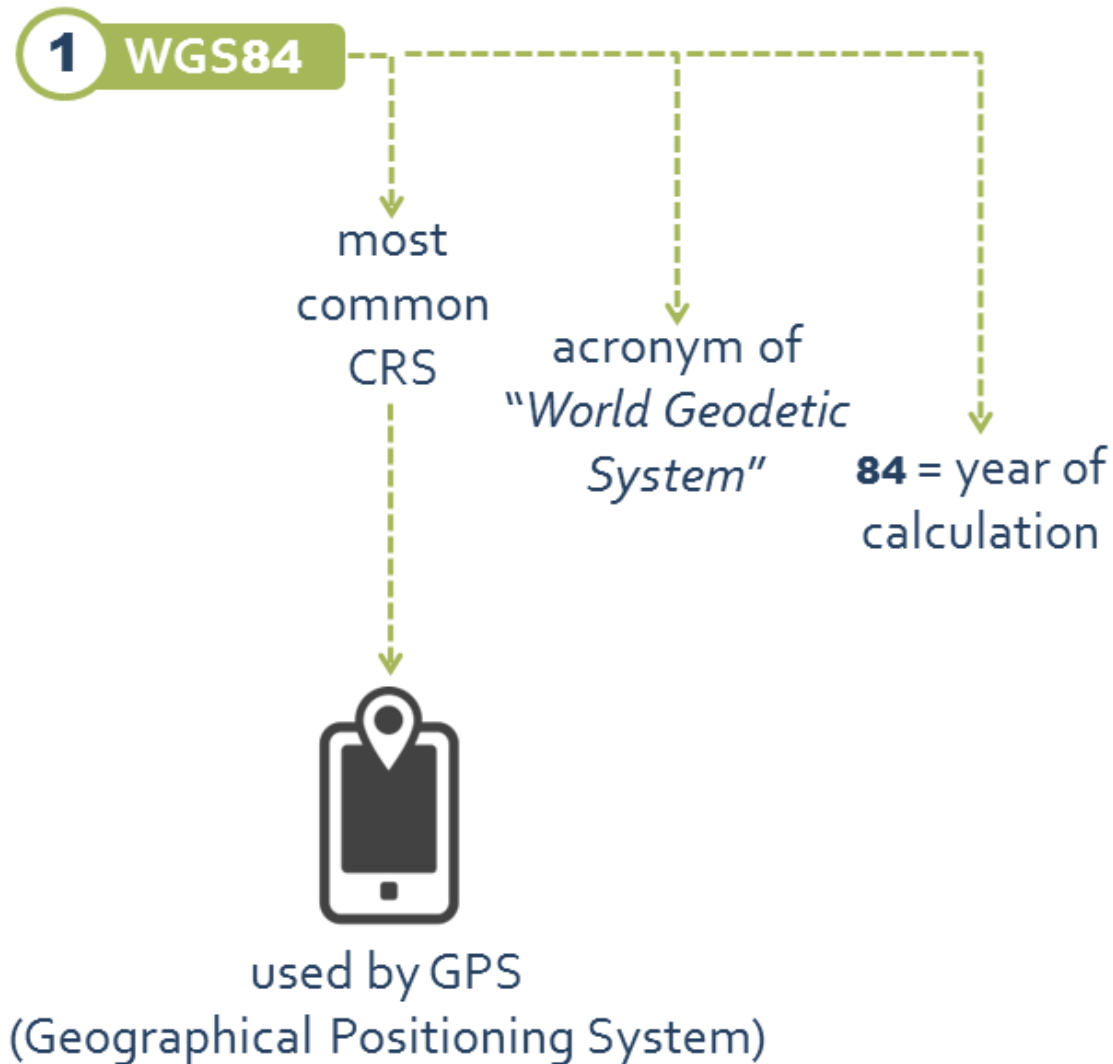 1 WGS84
most
common
CRS
acronym of
“World Geodetic
System”
84 = year of
calculation
used by GPS
(Geographical Positioning System)